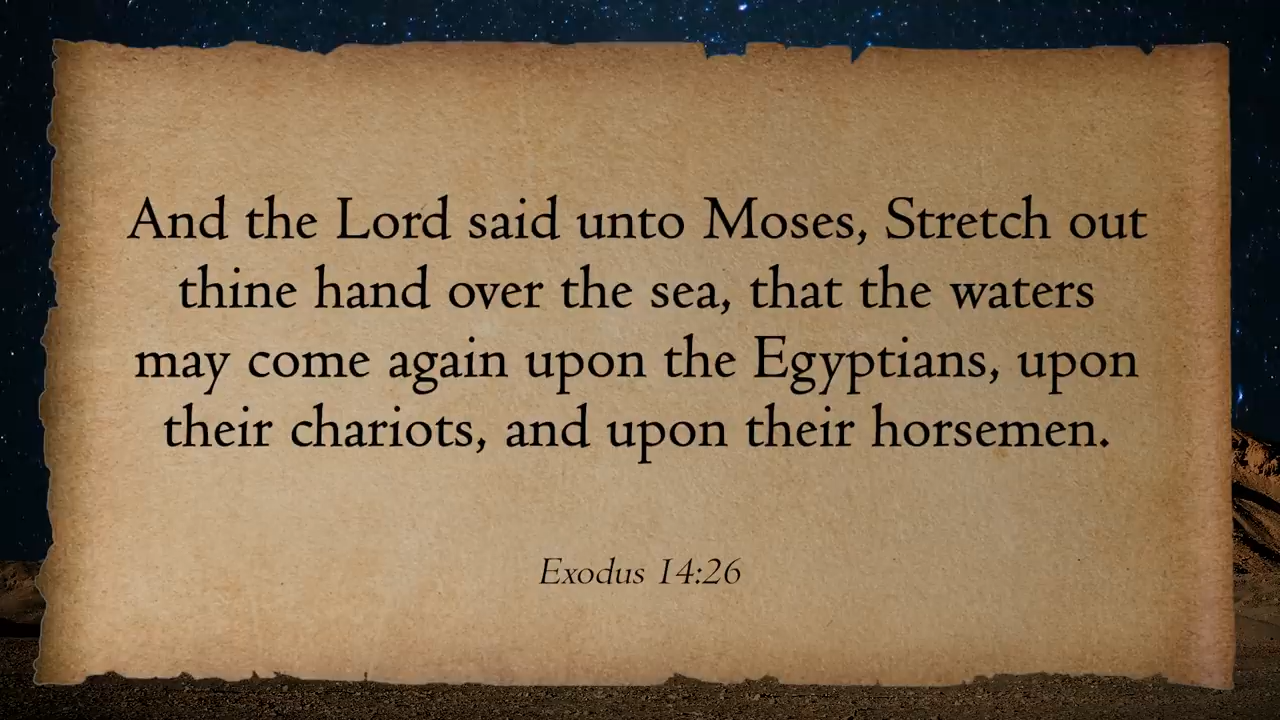 And the Lord said unto Moses, Stretch out
thine hand over the sea, that the waters
may come again upon the Egyptians, upon
their chariots, and upon their horsemen.
Exodus 14:26